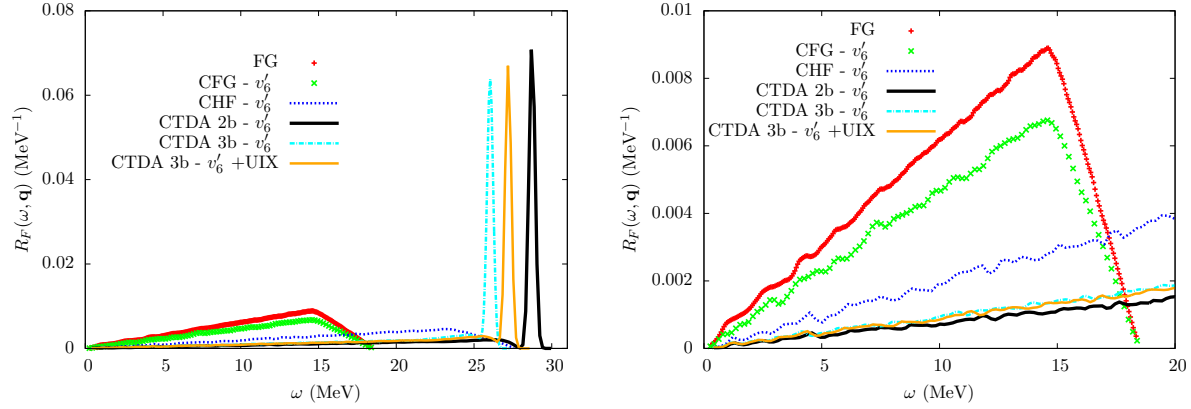 0.08
0.06
0.04
0.02
0
0 5 10 15 20 25 30
R_F(ω, q) (MeV⁻¹)
ω (MeV)
FG
CFG - v′₆
CHF - v′₆
CTDA 2b - v′₆
CTDA 3b - v′₆
CTDA 3b - v′₆ +UIX
0.01
0.008
0.006
0.004
0.002
0
0 5 10 15 20
R_F(ω, q) (MeV⁻¹)
ω (MeV)
FG
CFG - v′₆
CHF - v′₆
CTDA 2b - v′₆
CTDA 3b - v′₆
CTDA 3b - v′₆ +UIX